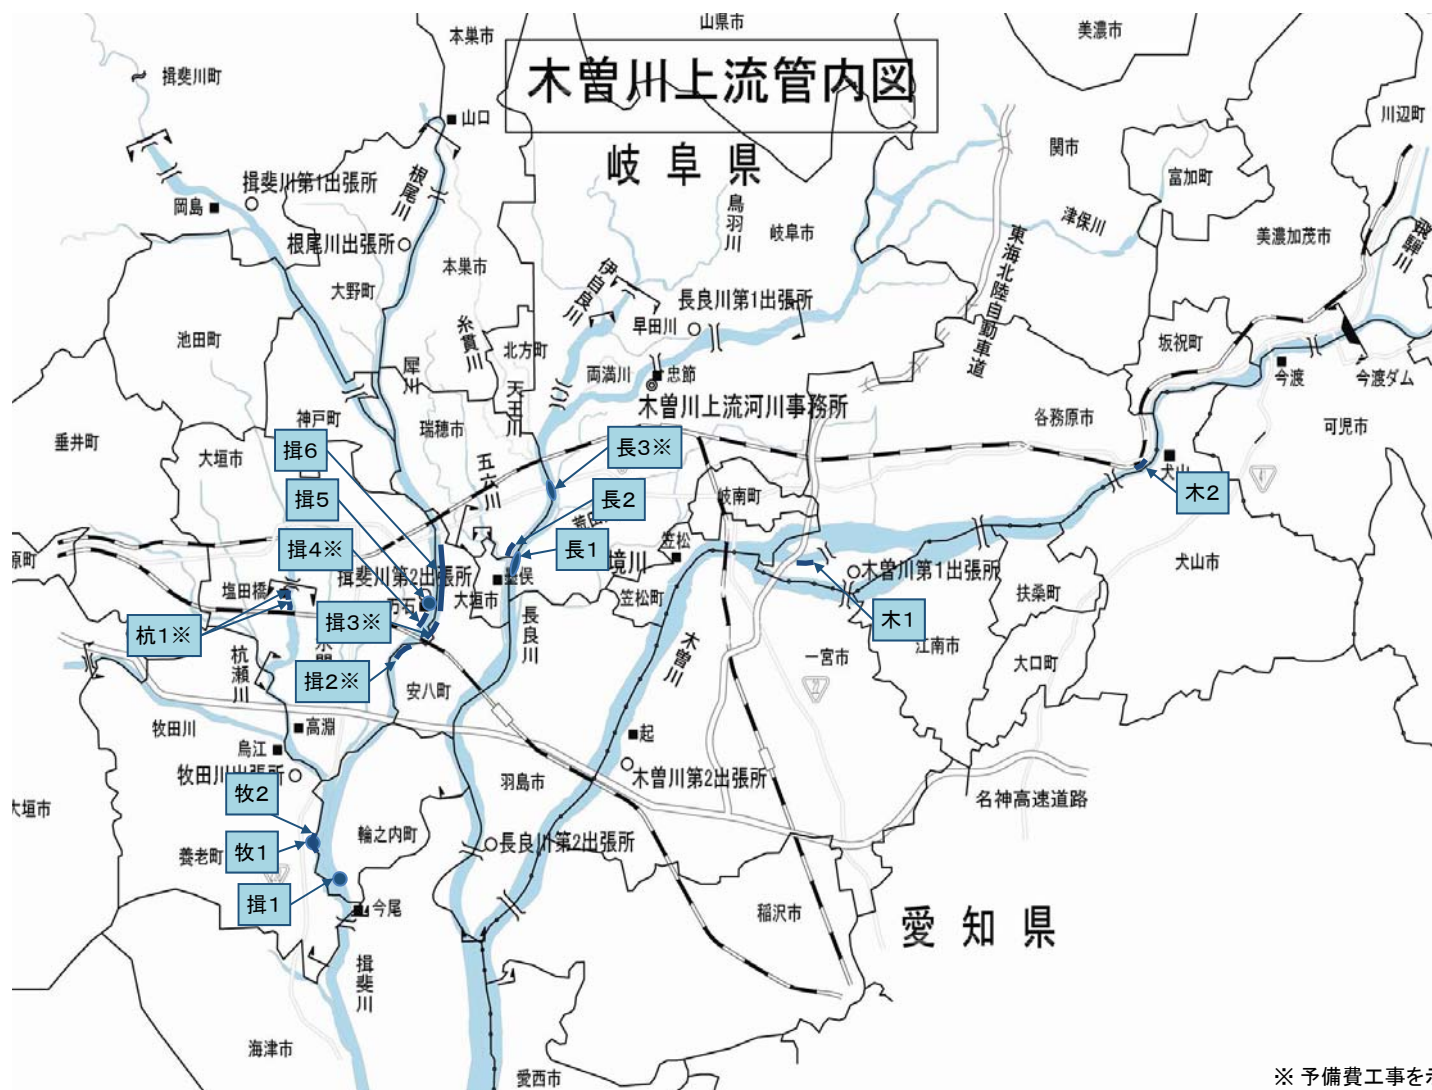 木曽川上流管内図
本巣市
山県市
美濃市
揖斐川町
山口
川辺町
岐阜県
関市
富加町
根尾川
揖斐川第1出張所
岡島
鳥羽川
岐阜市
津保川
美濃加茂市
飛騨川
根尾川出張所
本巣市
東海北陸自動車道
大野町
伊自良川
長良川第1出張所
糸貫川
早田川
池田町
北方町
坂祝町
犀川
両満川
忠節
今渡
今渡ダム
天王川
木曽川上流河川事務所
神戸町
瑞穂市
各務原市
可児市
垂井町
大垣市
揖6
長3※
五六川
犬山
揖5
長2
岐南町
木2
揖4※
長1
笠松
境川
揖斐川第2出張所
墨俣
木曽川第1出張所
犬山市
塩田橋
大垣市
万石
笠松町
扶桑町
杭1※
揖3※
長良川
木1
江南市
杭瀬川
揖2※
木曽川
一宮市
大口町
安八町
牧田川
高淵
起
烏江
牧田川出張所
羽島市
木曽川第2出張所
名神高速道路
牧2
大垣市
輪之内町
長良川第2出張所
養老町
牧1
揖1
今尾
稲沢市
愛知県
揖斐川
海津市
愛西市
※ 予備費工事を